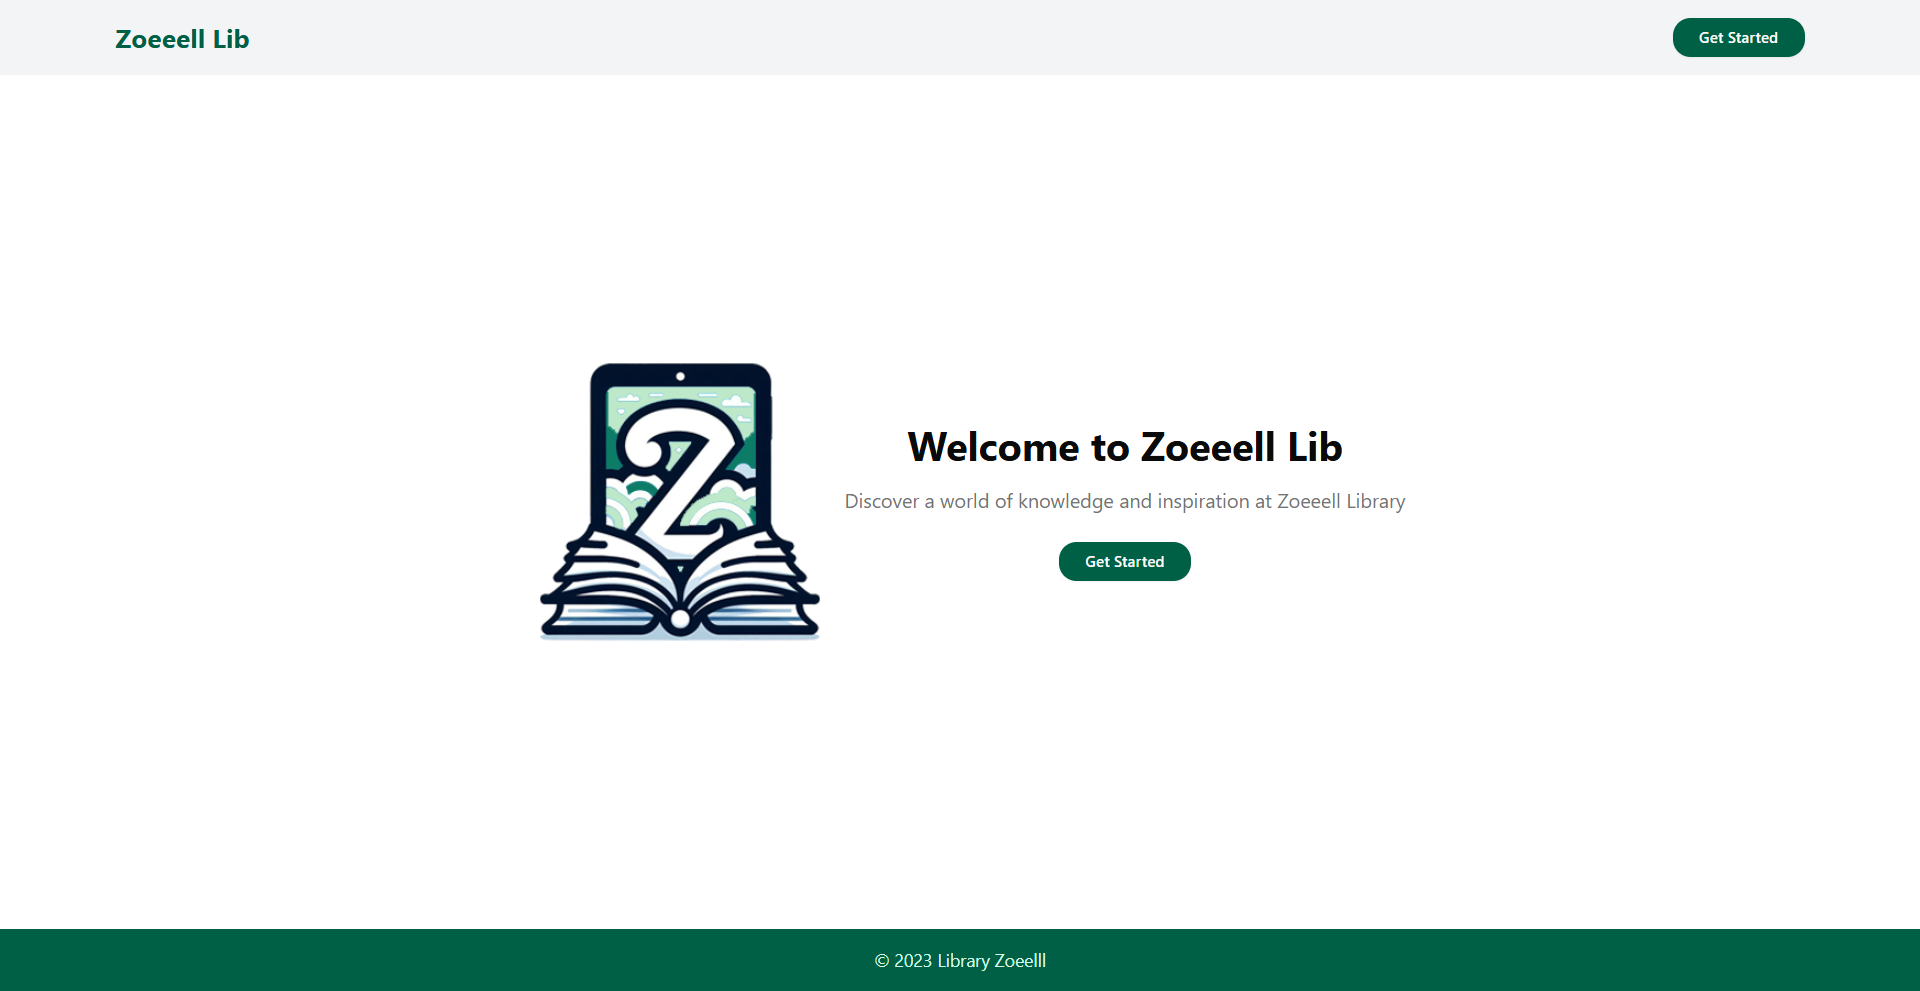 Zoeeell Lib
Get Started
Z
Welcome to Zoeeell Lib
Discover a world of knowledge and inspiration at Zoeeell Library
Get Started
© 2023 Library Zoeelll